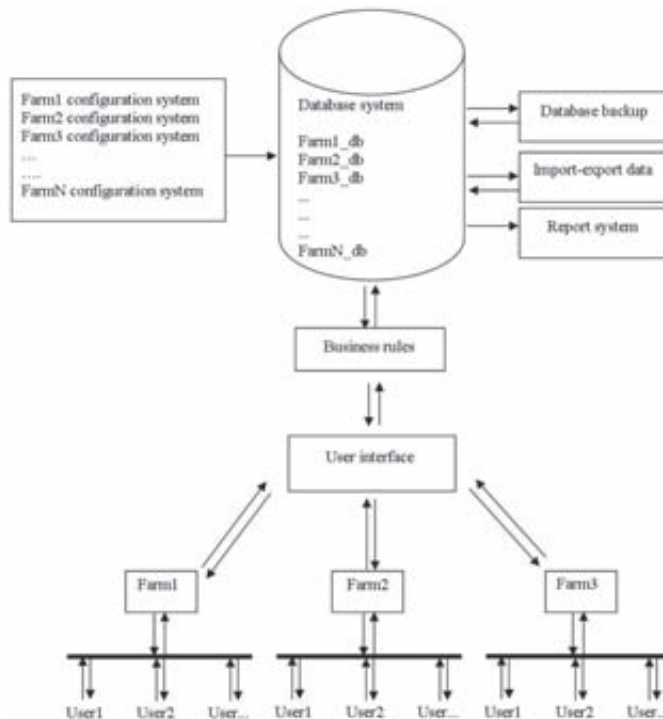 Farm1 configuration system
Farm2 configuration system
Farm3 configuration system
....
....
FarmN configuration system
Database system
Farm1_db
Farm2_db
Farm3_db
...
...
...
FarmN_db
Database backup
Import-export data
Report system
Business rules
User interface
Farm1
Farm2
Farm3
User1
User2
User...
User1
User2
User...
User1
User2
User...